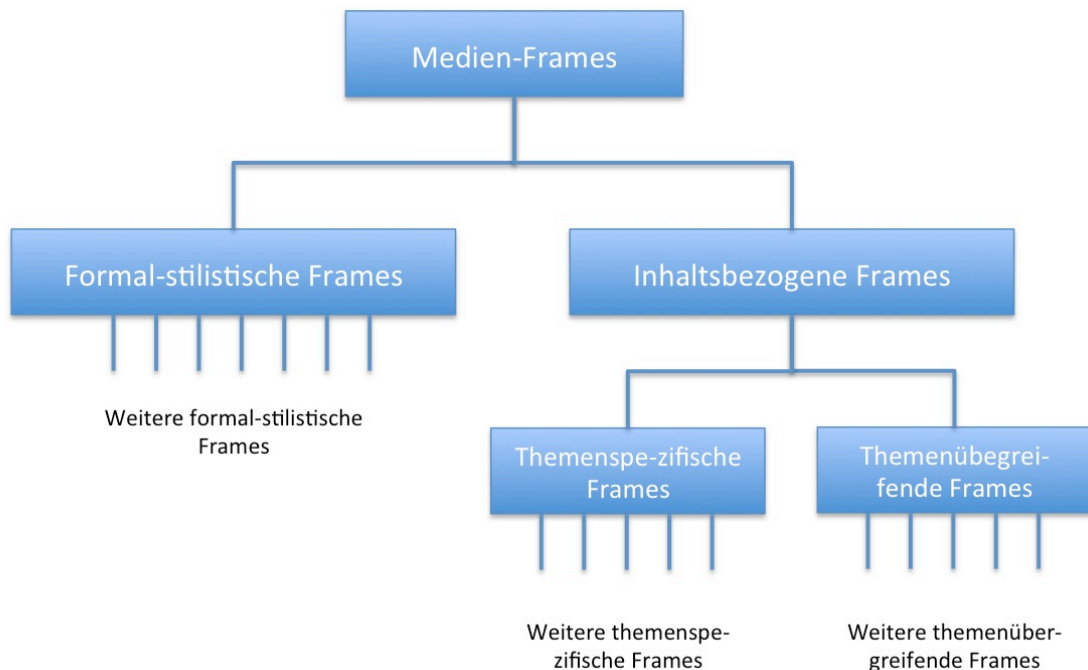 Medien-Frames
Formal-stilistische Frames
Inhaltsbezogene Frames
Weitere formal-stilistische
Frames
Themenspe-zifische
Frames
Themenübegrei-
fende Frames
Weitere themenspe-
zifische Frames
Weitere themenüber-
greifende Frames